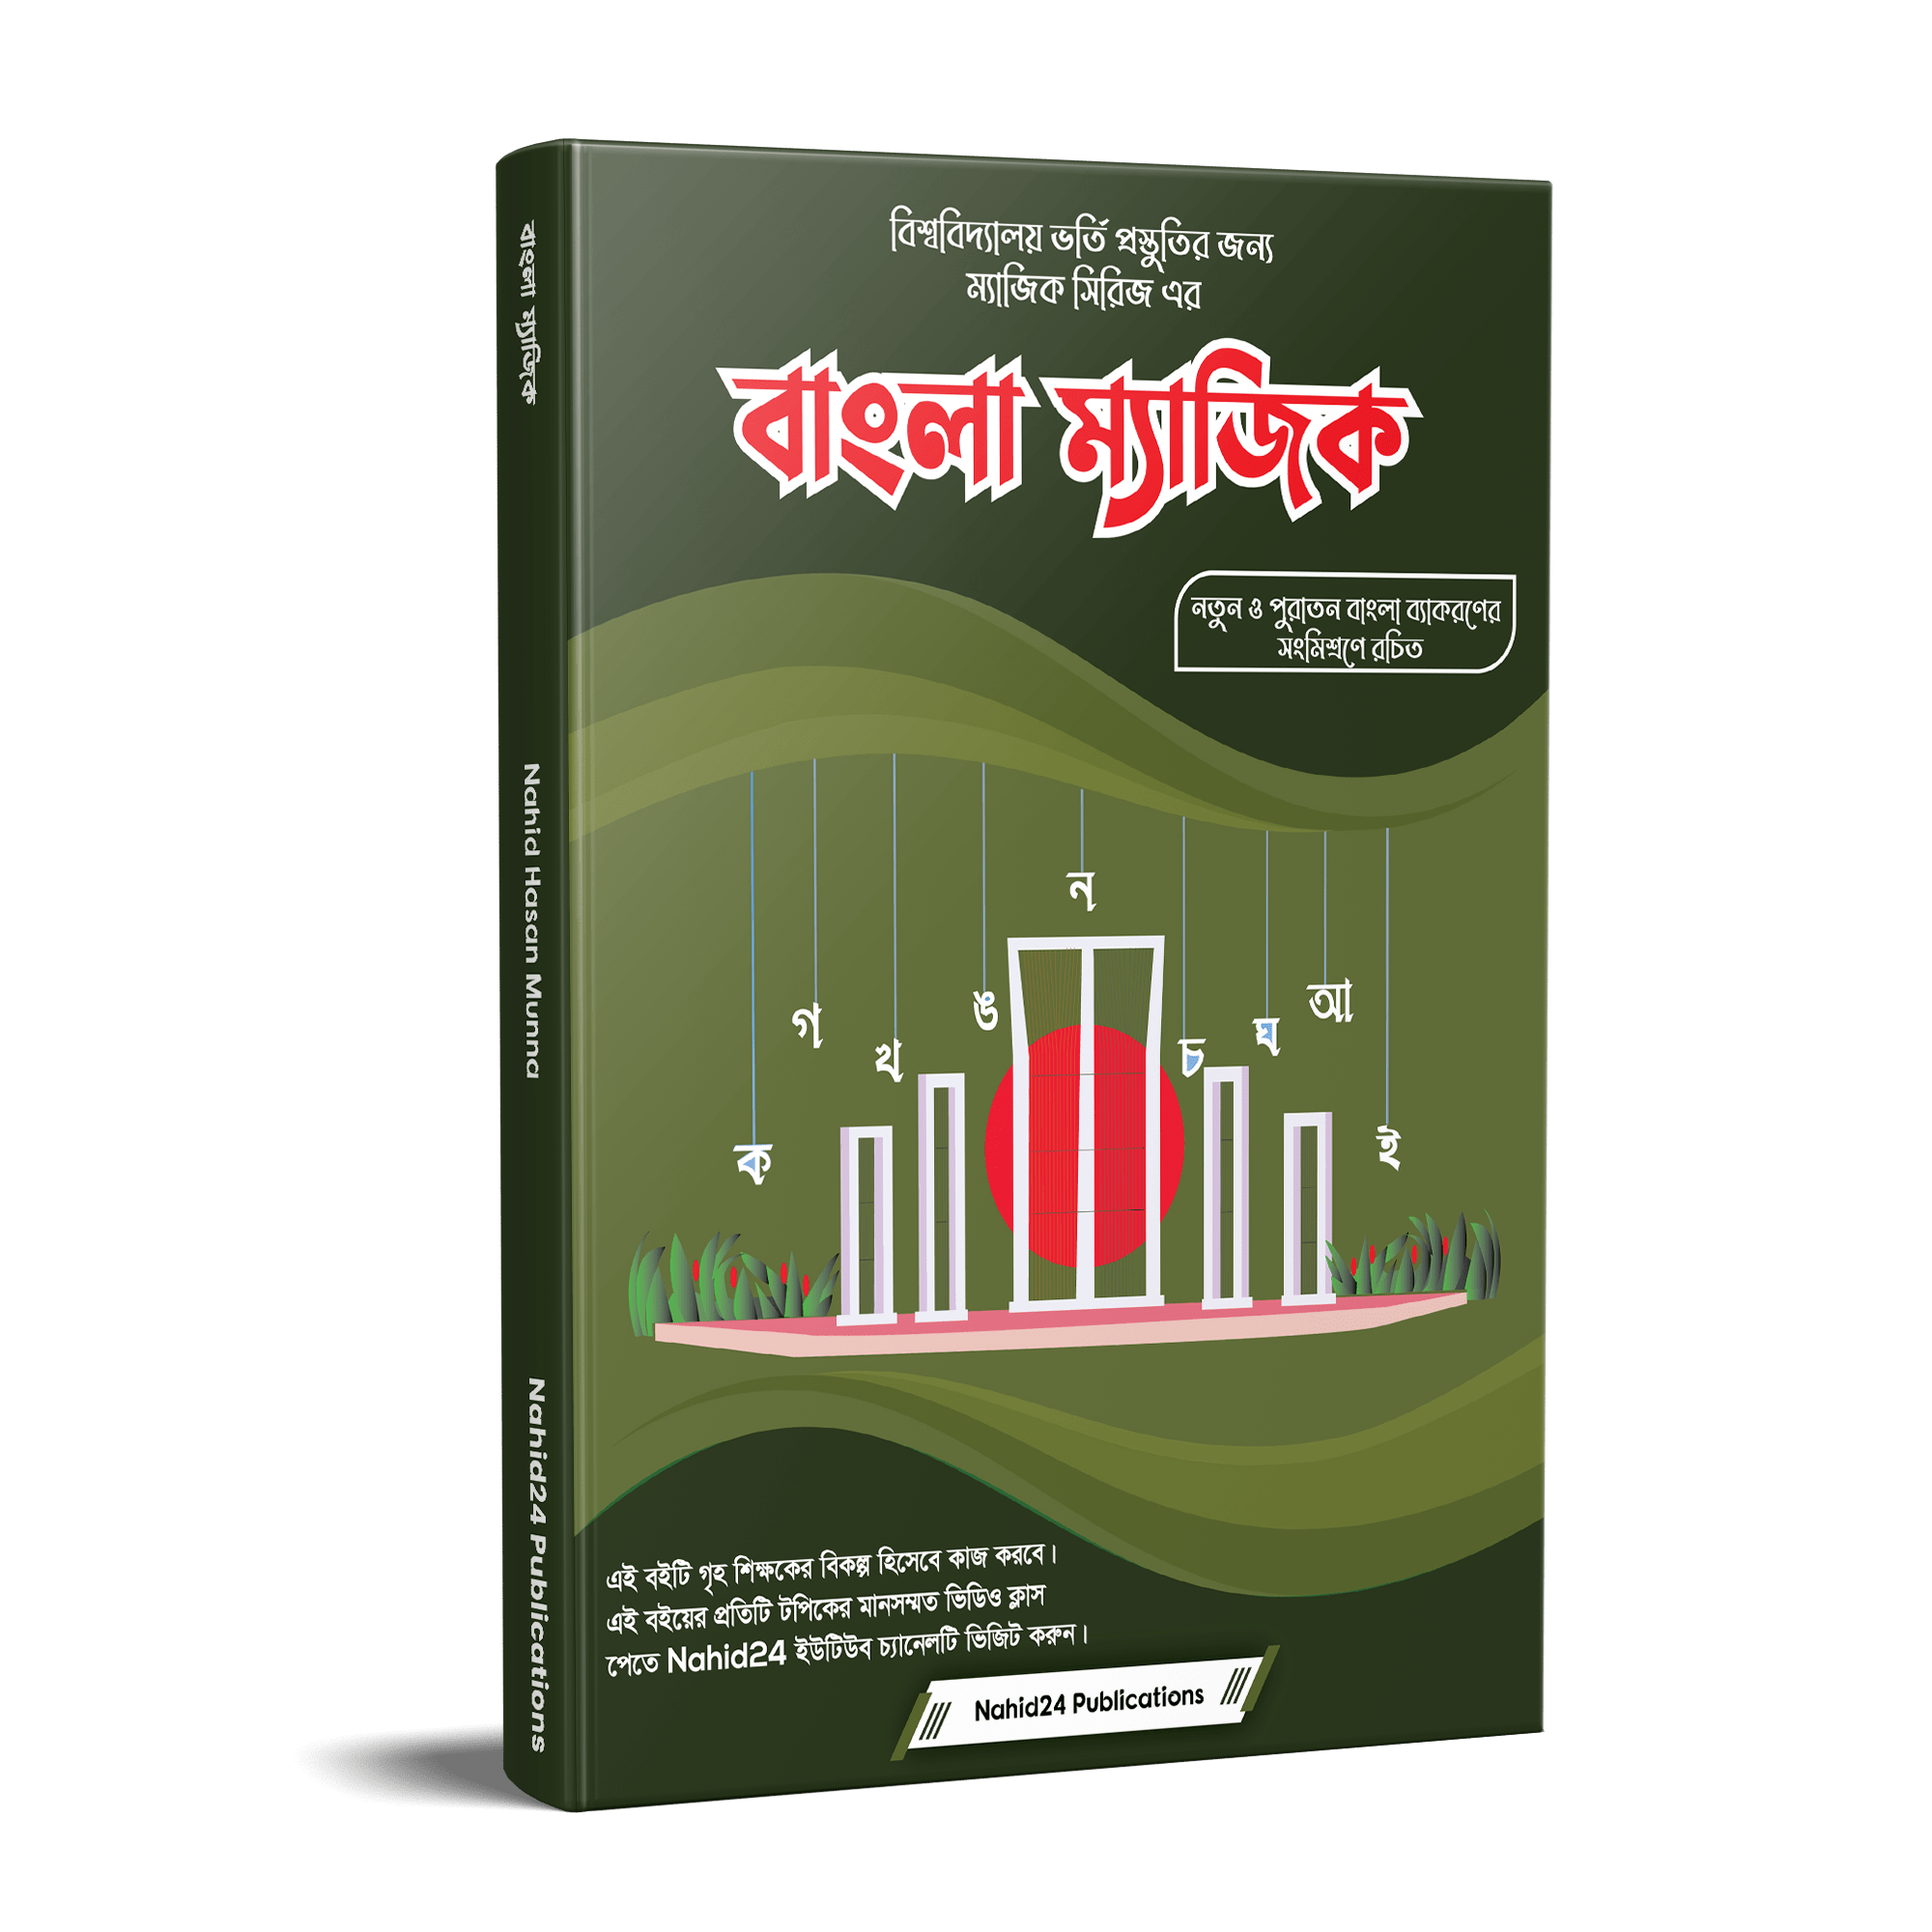 বিশ্ববিদ্যালয় ভর্তি প্রস্তুতির জন্য
ম্যাজিক সিরিজ এর
বাংলা ম্যাজিক
নতুন ও পুরাতন বাংলা ব্যাকরণের
সংমিশ্রণে রচিত
ন
গ
খ
ঙ
চ
ঘ
আ
ক
ই
এই বইটি গৃহ শিক্ষকের বিকল্প হিসেবে কাজ করবে।
এই বইয়ের প্রতিটি টপিকের মানসম্মত ভিডিও ক্লাস
পেতে Nahid24 ইউটিউব চ্যানেলটি ভিজিট করুন।
Nahid24 Publications
বাংলা ম্যাজিক
Nahid Hasan Munna
Nahid24 Publications